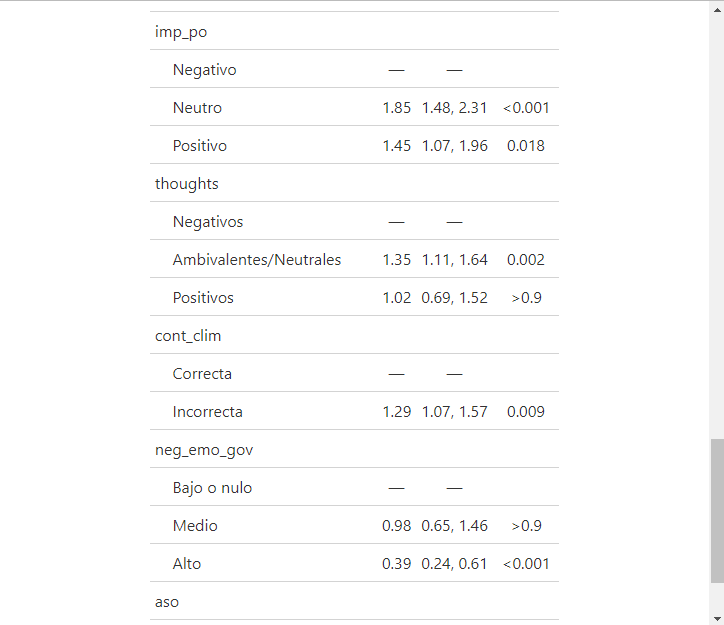 imp_po
Negativo — —
Neutro 1.85 1.48, 2.31 <0.001
Positivo 1.45 1.07, 1.96 0.018
thoughts
Negativos — —
Ambivalentes/Neutrales 1.35 1.11, 1.64 0.002
Positivos 1.02 0.69, 1.52 >0.9
cont_clim
Correcta — —
Incorrecta 1.29 1.07, 1.57 0.009
neg_emo_gov
Bajo o nulo — —
Medio 0.98 0.65, 1.46 >0.9
Alto 0.39 0.24, 0.61 <0.001
aso